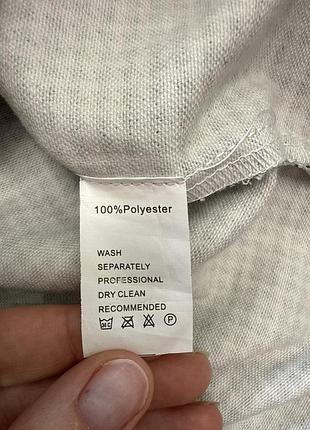 100%Polyester
WASH
SEPARATELY
PROFESSIONAL
DRY CLEAN
RECOMMENDED
P